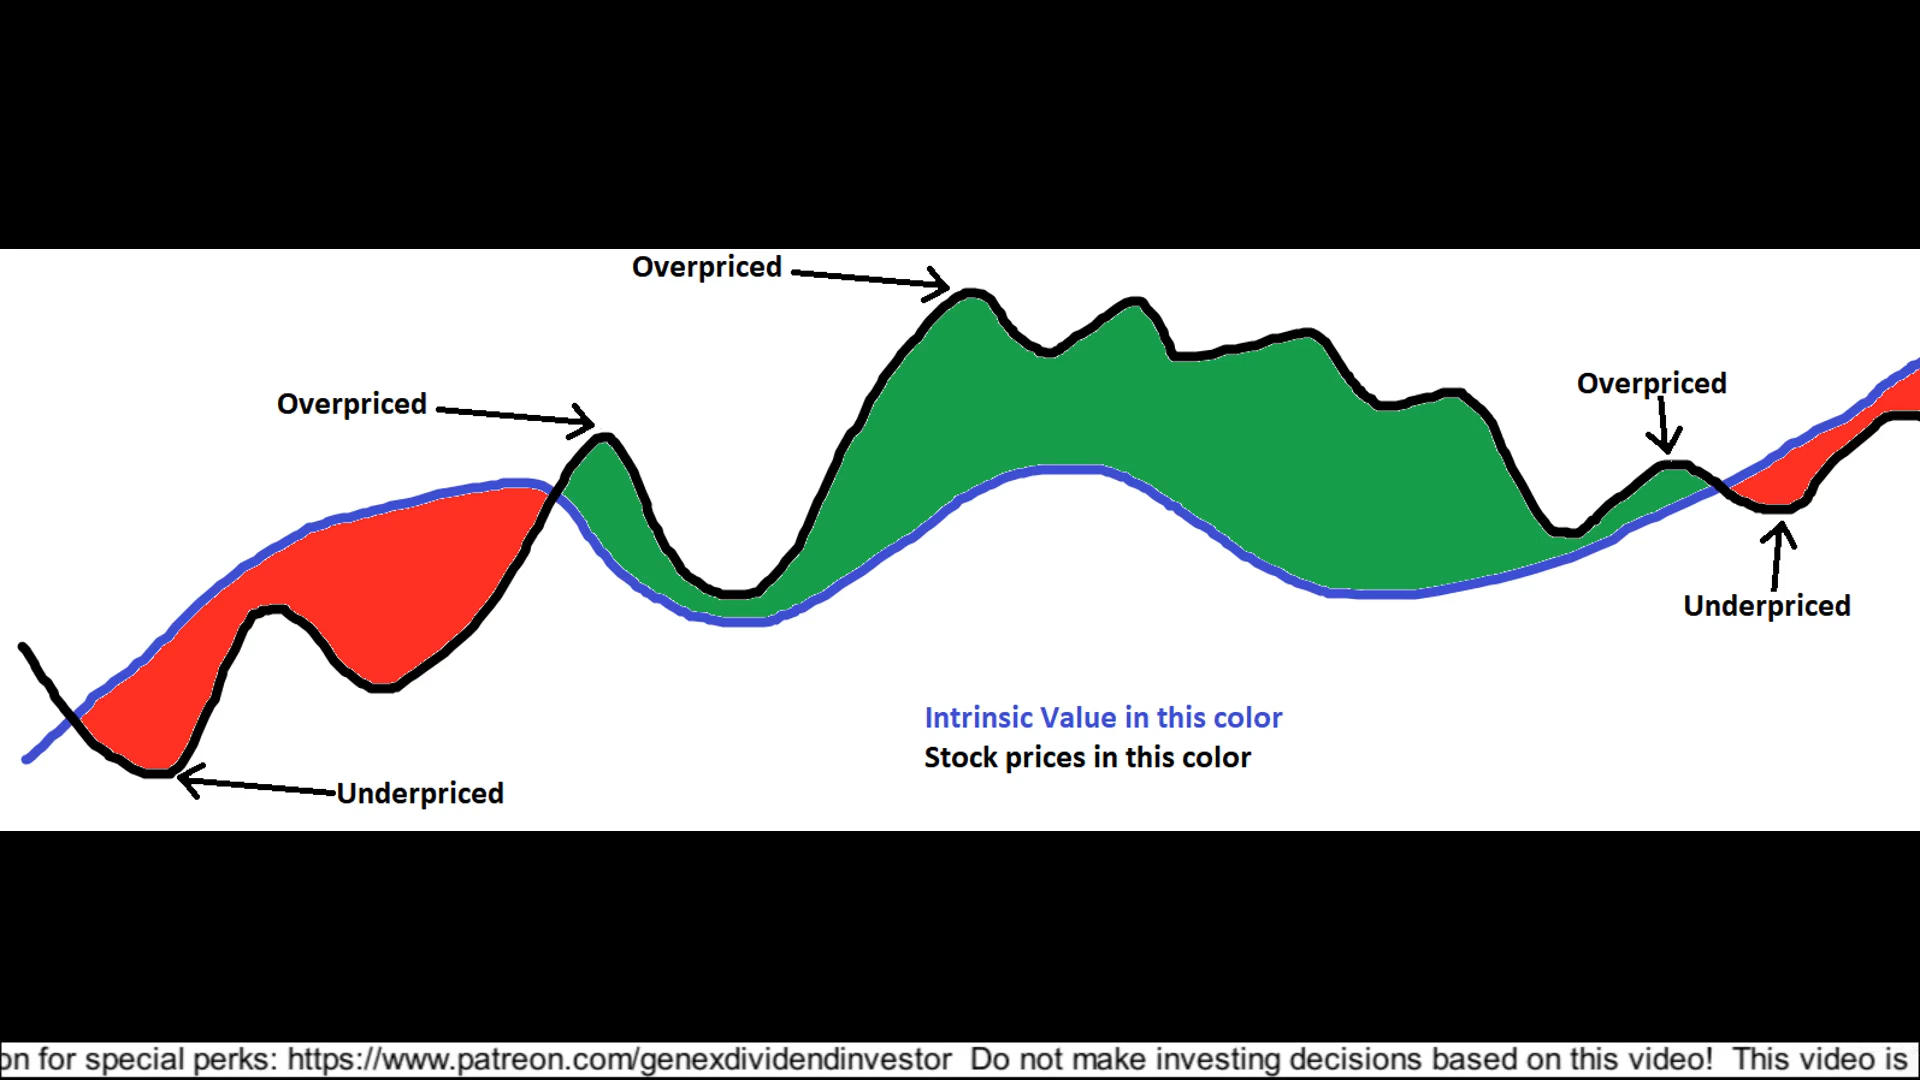 Overpriced
Overpriced
Overpriced
Underpriced
Intrinsic Value in this color
Stock prices in this color
Underpriced
on for special perks: https://www.patreon.com/genexdividendinvestor Do not make investing decisions based on this video! This video is